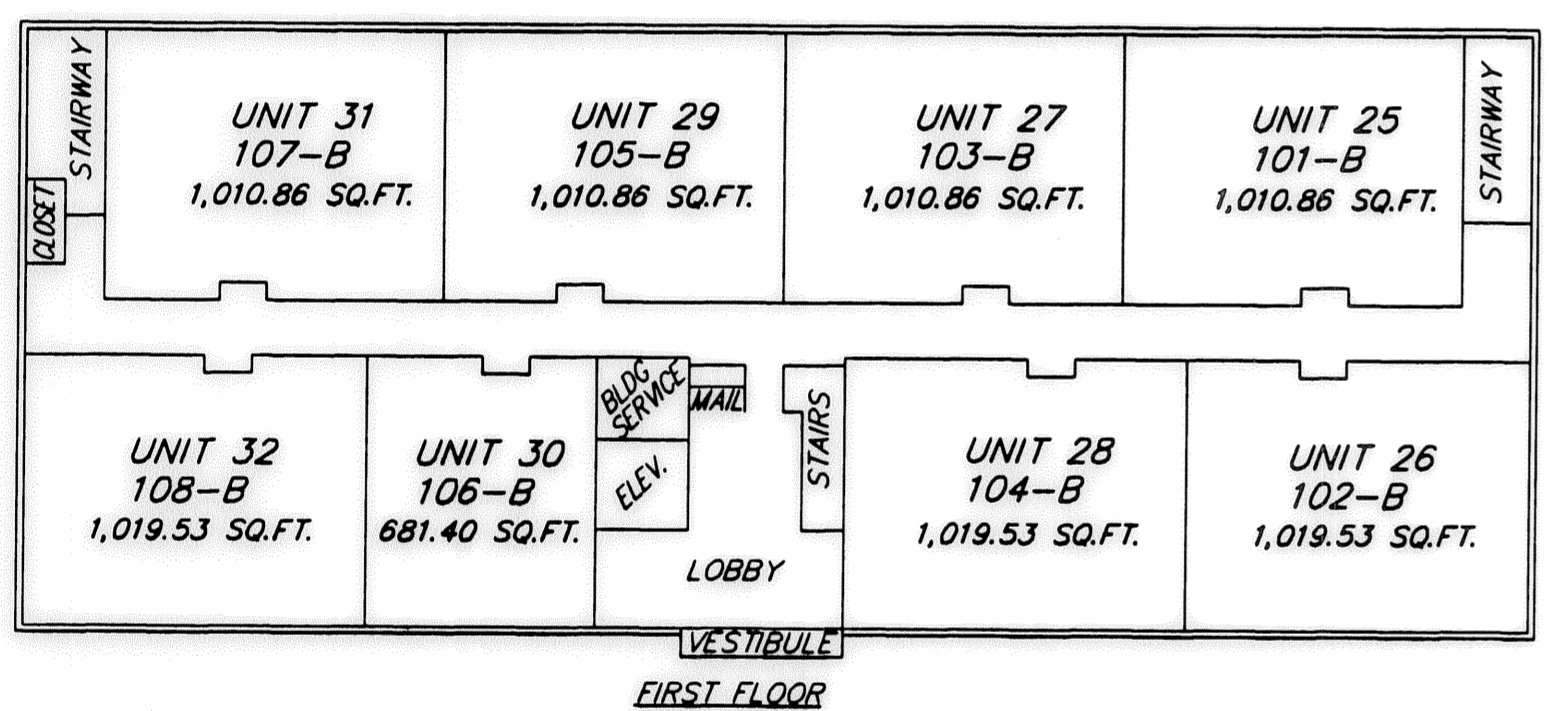 STAIRWAY
UNIT 31
107-B
1,010.86 SQ.FT.
UNIT 29
105-B
1,010.86 SQ.FT.
UNIT 27
103-B
1,010.86 SQ.FT.
UNIT 25
101-B
1,010.86 SQ.FT.
STAIRWAY
CLOSET
UNIT 32
108-B
1,019.53 SQ.FT.
UNIT 30
106-B
681.40 SQ.FT.
BLDG
SERVICE
MAIL
ELEV.
STAIRS
LOBBY
UNIT 28
104-B
1,019.53 SQ.FT.
UNIT 26
102-B
1,019.53 SQ.FT.
VESTIBULE
FIRST FLOOR